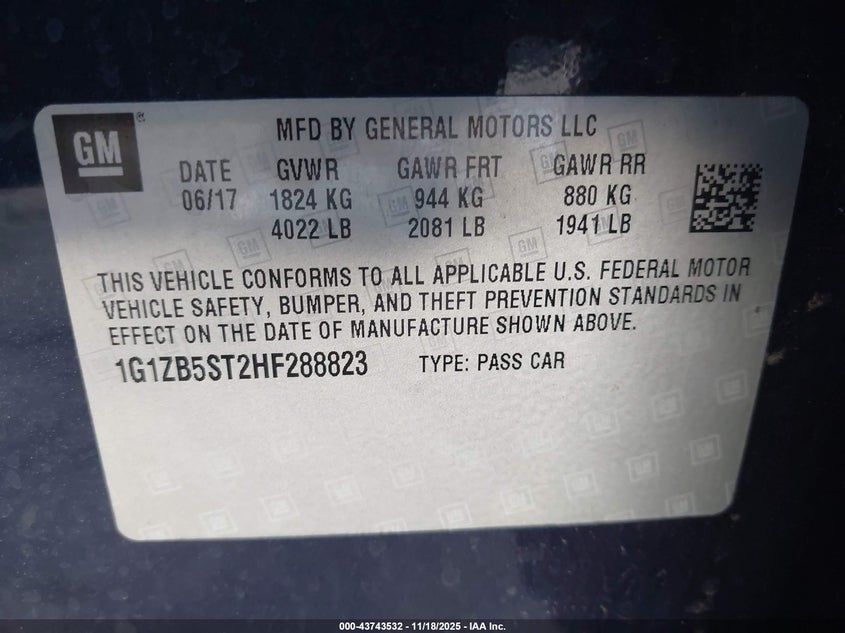 GM®
MFD BY GENERAL MOTORS LLC
DATE GVWR GAWR FRT GAWR RR
06/17 1824 KG 944 KG 880 KG
4022 LB 2081 LB 1941 LB
THIS VEHICLE CONFORMS TO ALL APPLICABLE U.S. FEDERAL MOTOR
VEHICLE SAFETY, BUMPER, AND THEFT PREVENTION STANDARDS IN
EFFECT ON THE DATE OF MANUFACTURE SHOWN ABOVE.
1G1ZB5ST2HF288823 TYPE: PASS CAR
000-43743532 - 11/18/2025 - IAA Inc.